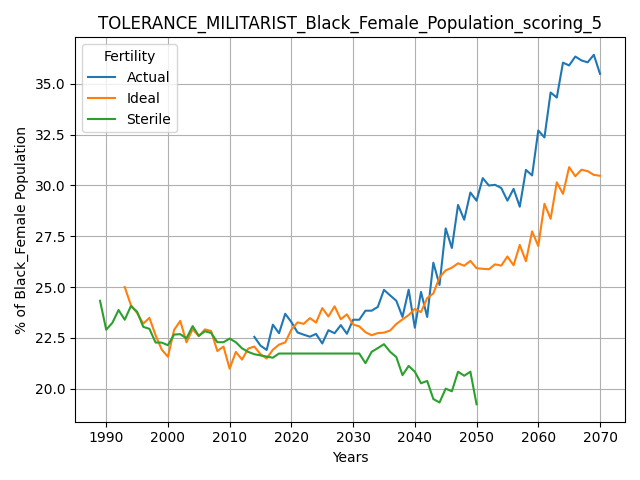 TOLERANCE_MILITARIST_Black_Female_Population_scoring_5
Fertility
Actual
Ideal
Sterile
% of Black_Female Population
35.0
32.5
30.0
27.5
25.0
22.5
20.0
1990 2000 2010 2020 2030 2040 2050 2060 2070
Years